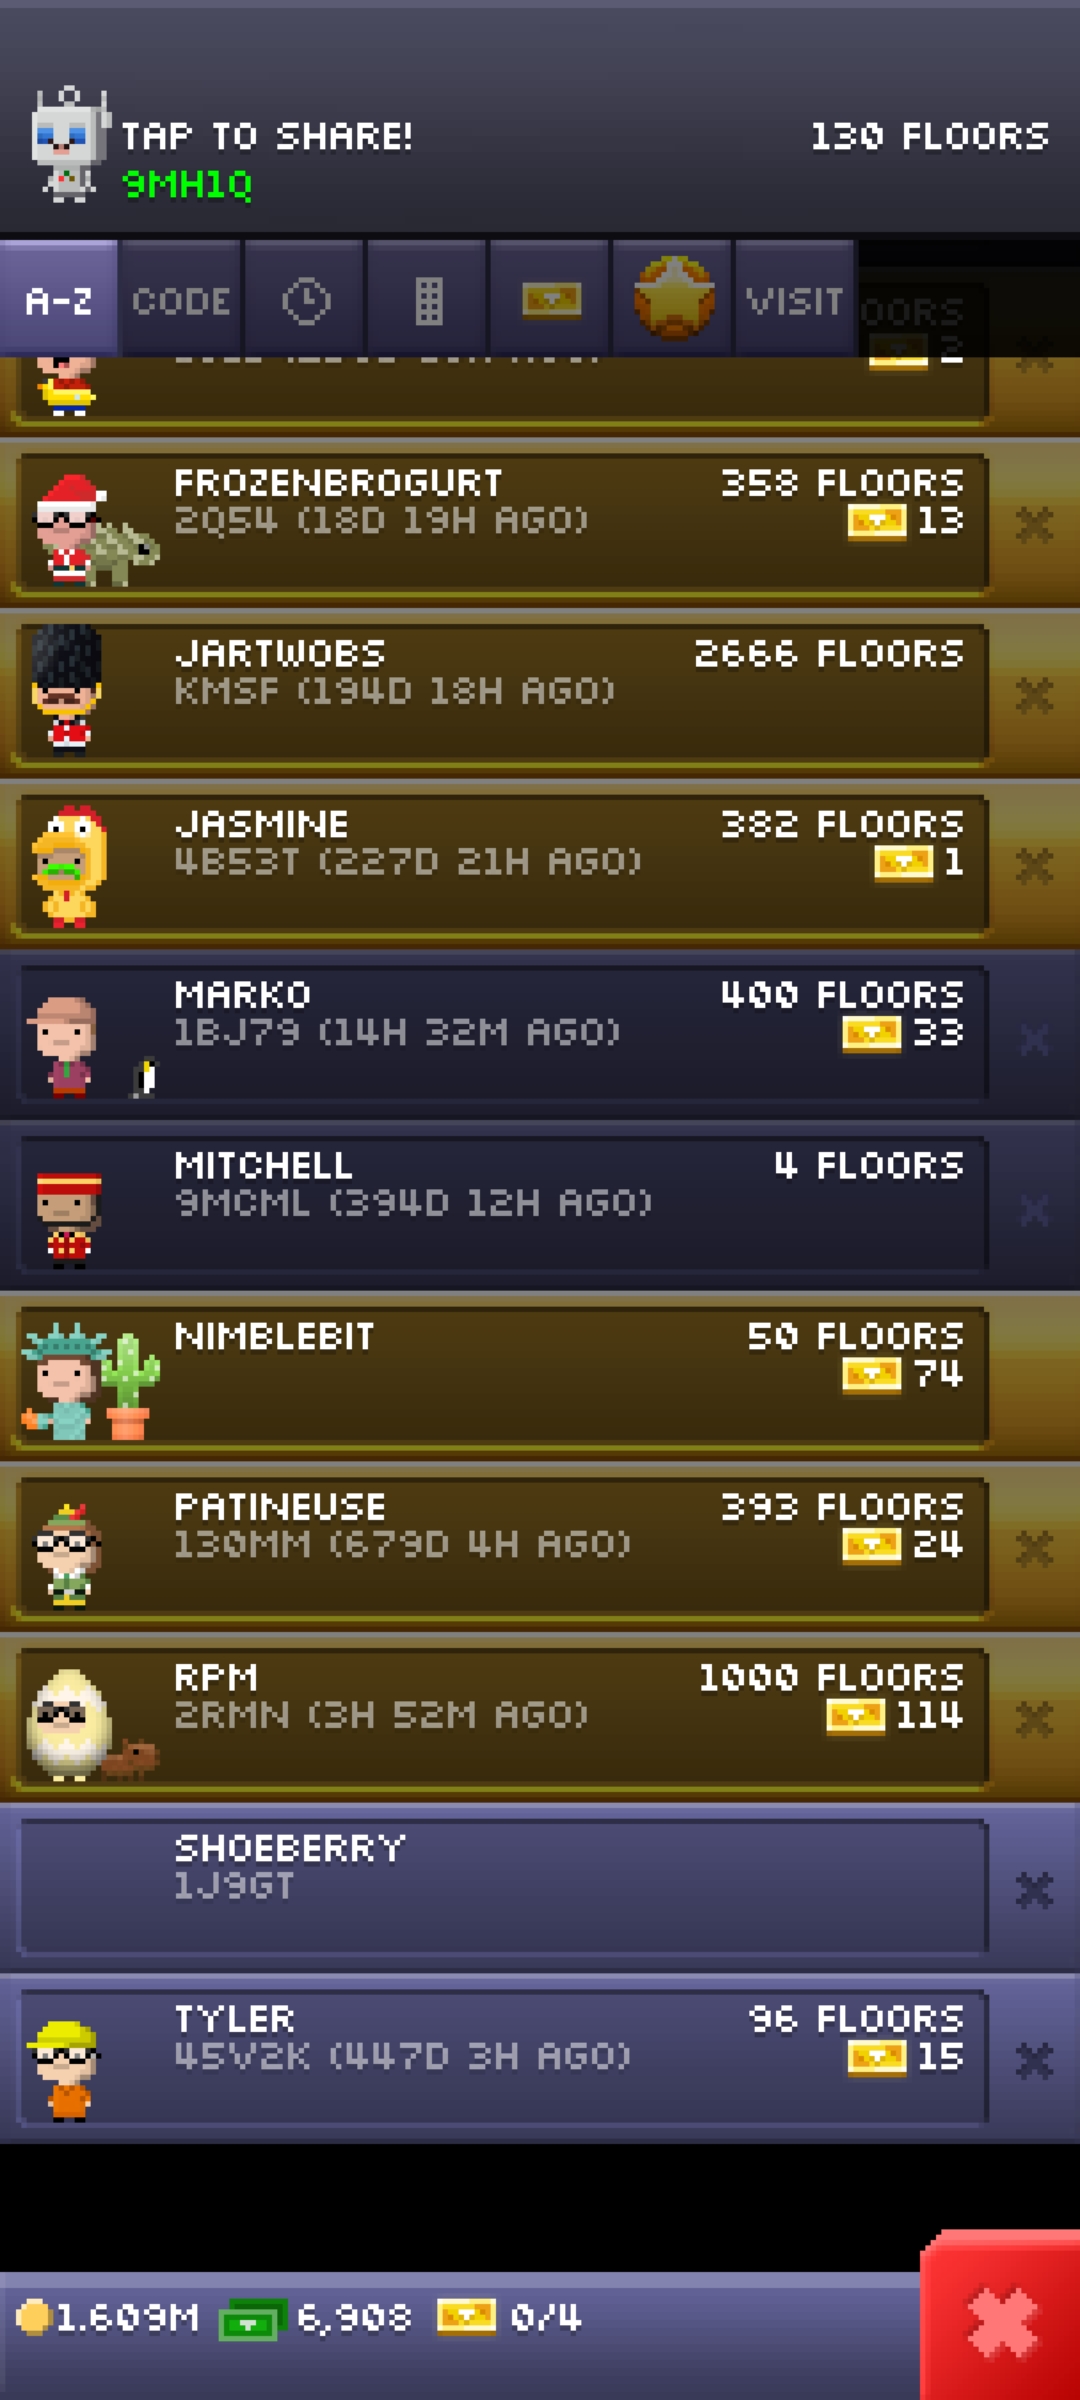 TAP TO SHARE!
130 FLOORS
9MH1Q
A-Z CODE VISIT
2
FROZENBROGURT 358 FLOORS
2Q54 (18D 19H AGO) 13
JARTWOBS 2666 FLOORS
KMSF (194D 18H AGO)
JASMINE 382 FLOORS
4B53T (227D 21H AGO) 1
MARKO 400 FLOORS
1BJ79 (14H 32M AGO) 33
MITCHELL 4 FLOORS
9MCML (394D 12H AGO)
NIMBLEBIT 50 FLOORS
74
PATINEUSE 393 FLOORS
130MM (679D 4H AGO) 24
RPM 1000 FLOORS
2RMN (3H 52M AGO) 114
SHOEBERRY
1J9GT
TYLER 96 FLOORS
45V2K (447D 3H AGO) 15
1.609M 6,908 0/4